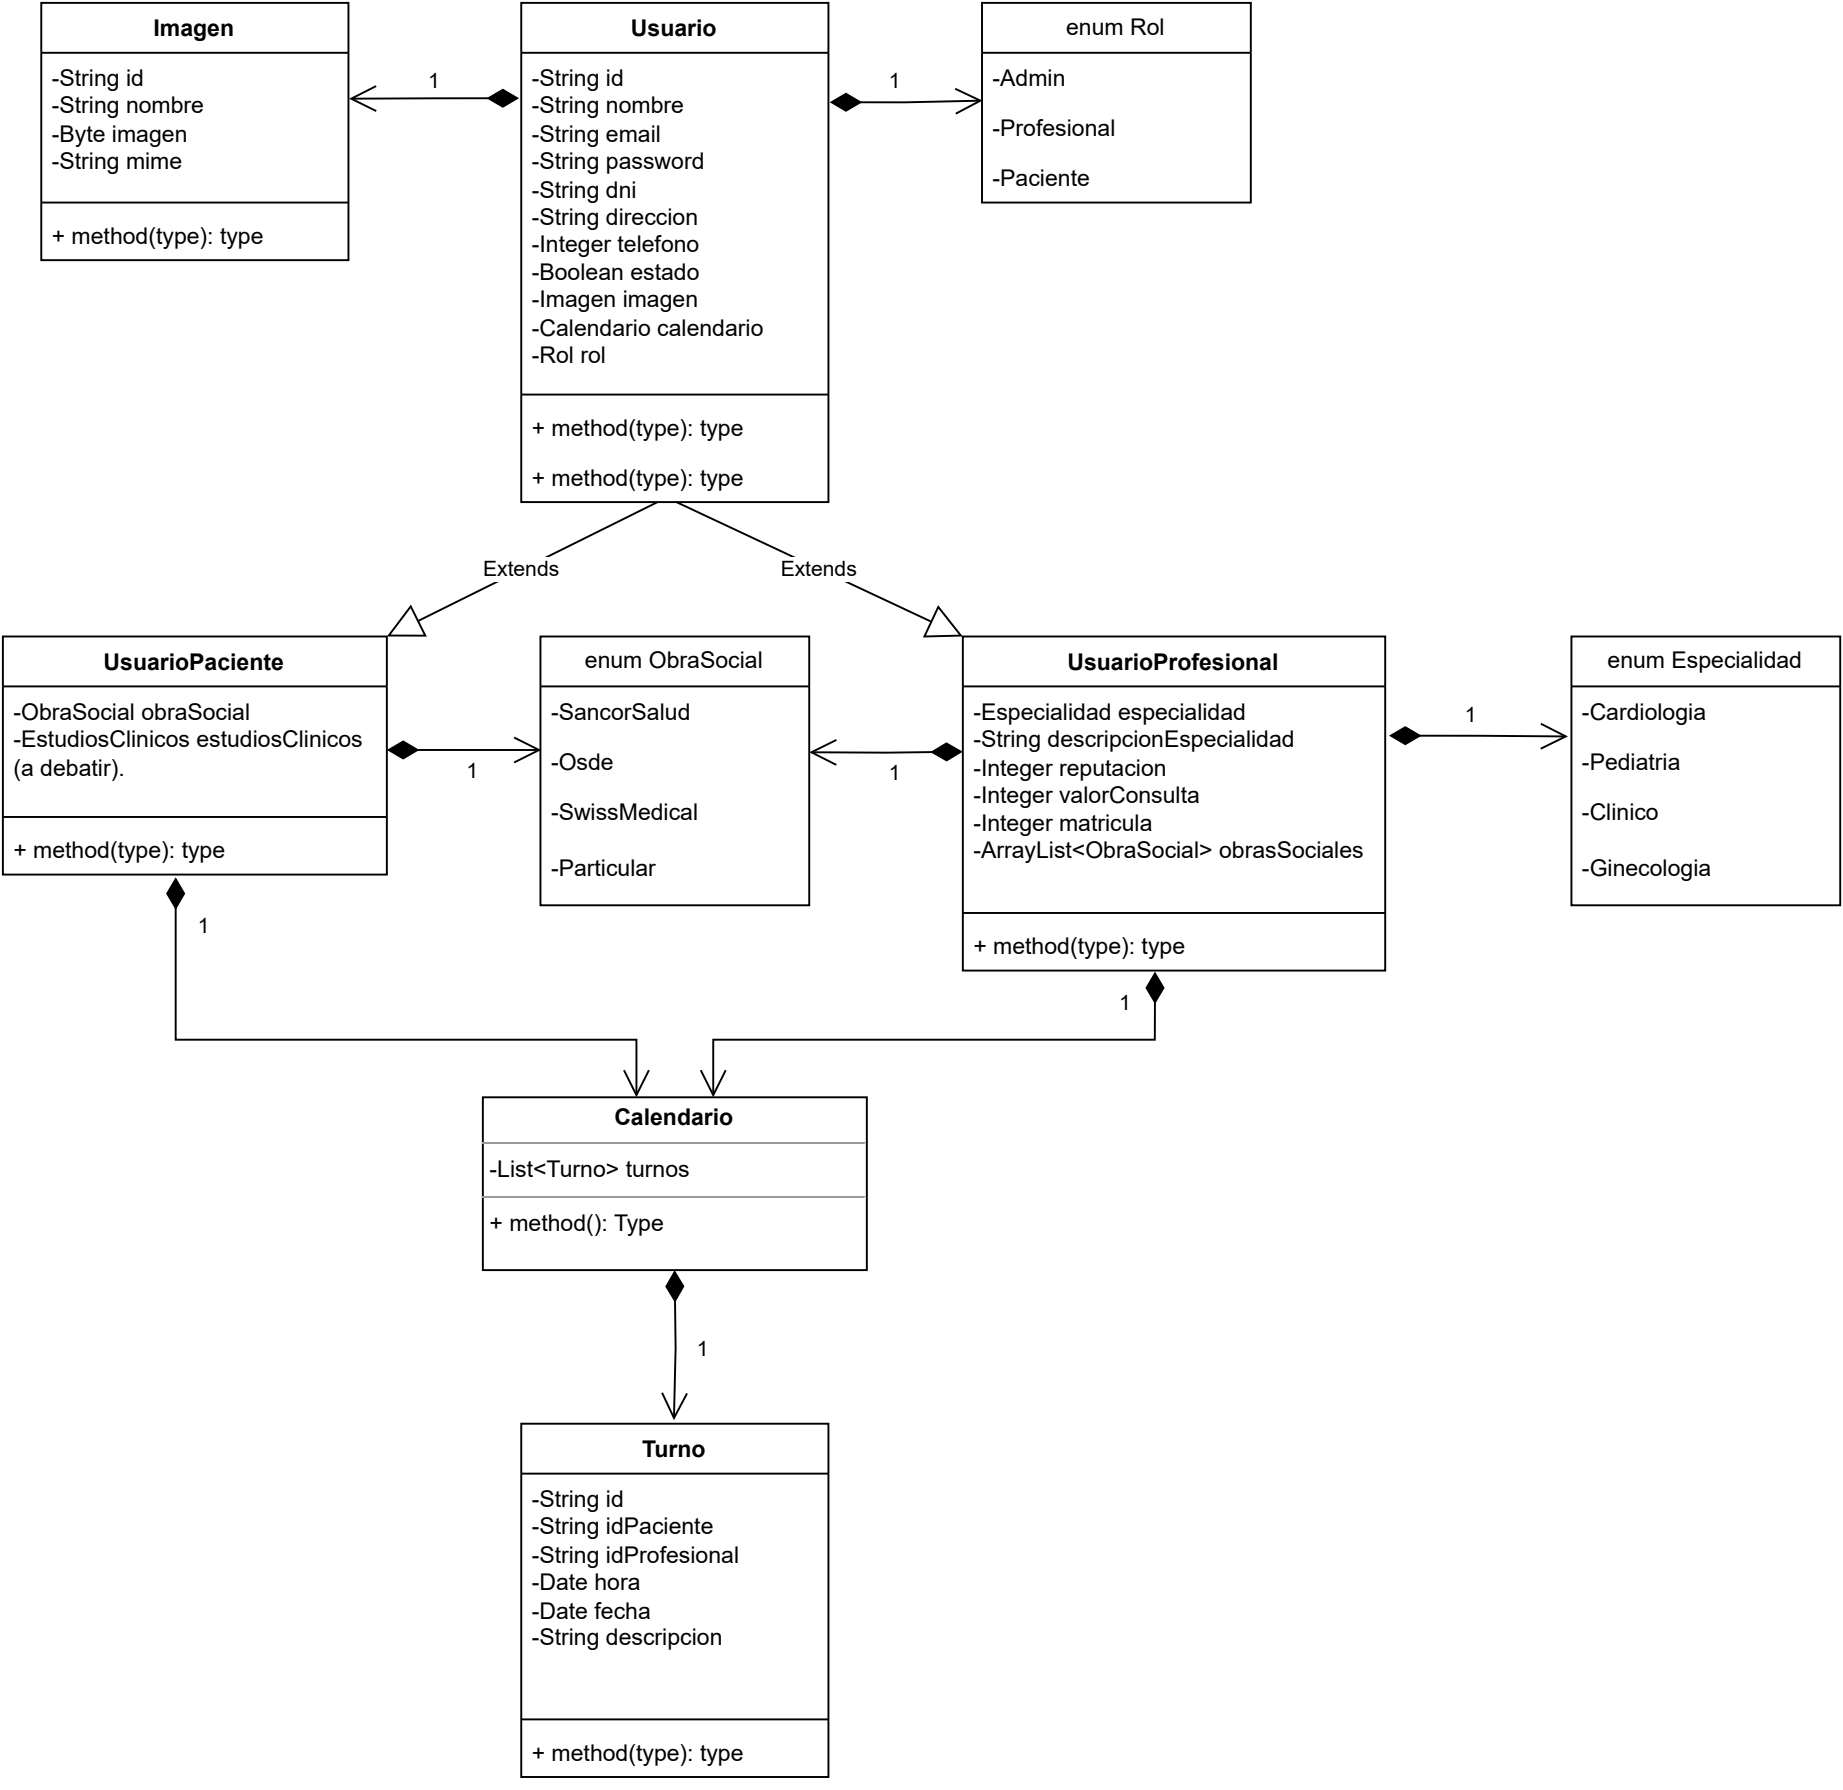 Imagen
-String id
-String nombre
-Byte imagen
-String mime
+ method(type): type
1
Usuario
-String id
-String nombre
-String email
-String password
-String dni
-String direccion
-Integer telefono
-Boolean estado
-Imagen imagen
-Calendario calendario
-Rol rol
+ method(type): type
+ method(type): type
1
enum Rol
-Admin
-Profesional
-Paciente
Extends
Extends
UsuarioPaciente
-ObraSocial obraSocial
-EstudiosClinicos estudiosClinicos
(a debatir).
+ method(type): type
1
enum ObraSocial
-SancorSalud
-Osde
-SwissMedical
-Particular
1
UsuarioProfesional
-Especialidad especialidad
-String descripcionEspecialidad
-Integer reputacion
-Integer valorConsulta
-Integer matricula
-ArrayList<ObraSocial> obrasSociales
+ method(type): type
1
enum Especialidad
-Cardiologia
-Pediatria
-Clinico
-Ginecologia
1
1
Calendario
-List<Turno> turnos
+ method(): Type
1
Turno
-String id
-String idPaciente
-String idProfesional
-Date hora
-Date fecha
-String descripcion
+ method(type): type